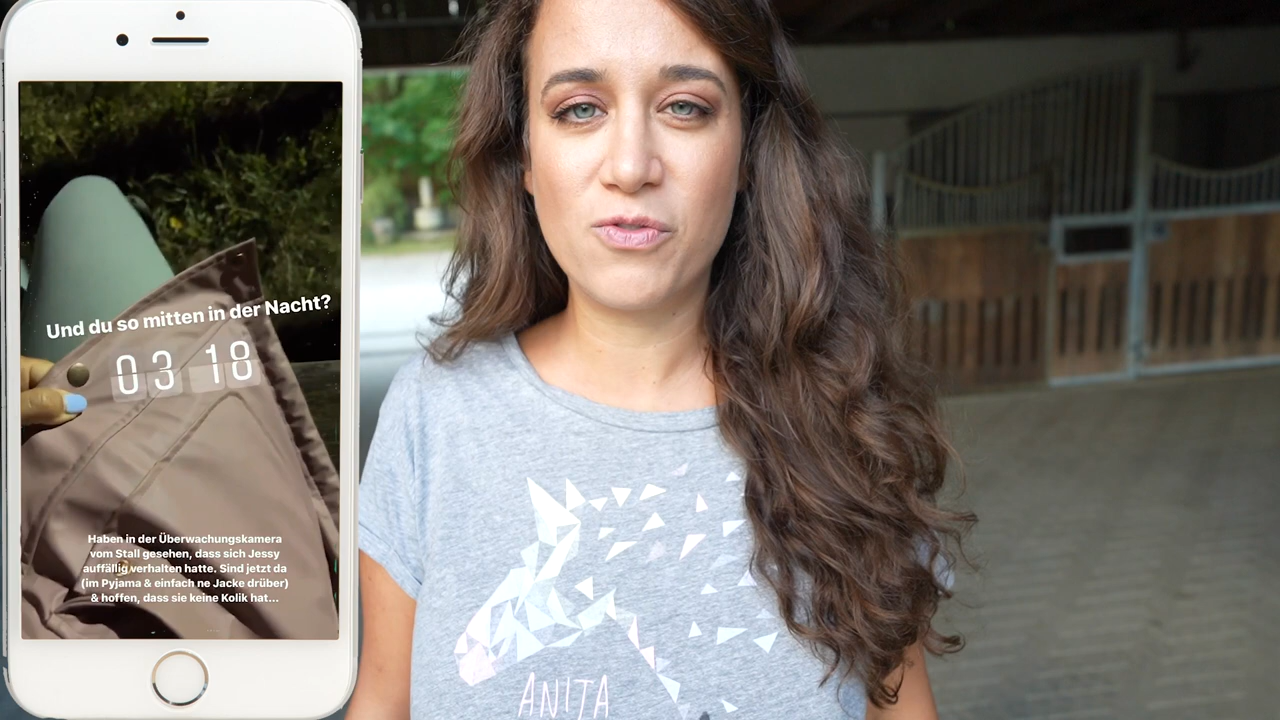 Und du so mitten in der Nacht?
03 18
Haben in der Überwachungskamera
vom Stall gesehen, dass sich Jessy
auffällig verhalten hatte. Sind jetzt da
(im Pyjama & einfach ne Jacke drüber)
& hoffen, dass sie keine Kolik hat...
ANITA